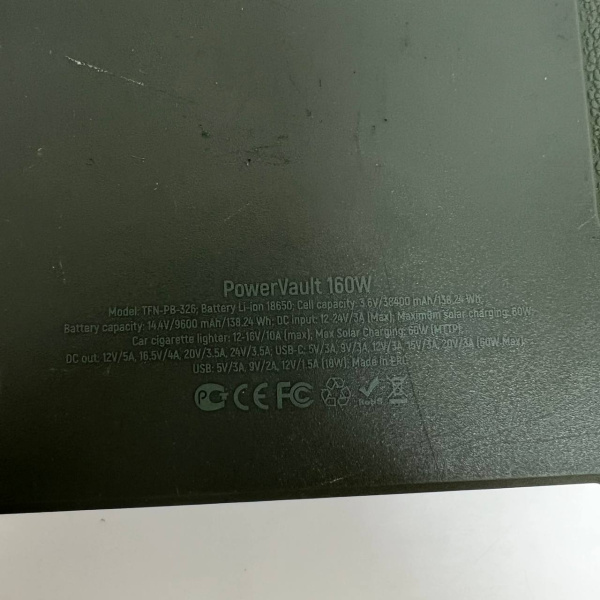 PowerVault 160W
Model: TFN-PB-326; Battery Li-ion 18650; Cell capacity: 3.6V/38400 mAh/138.24 Wh;
Battery capacity: 14.4V/9600 mAh/138.24 Wh; DC input: 12-24V/3A (Max); Maximum solar charging: 60W;
Car cigarette lighter: 12-16V/10A (max), Max Solar Charging: 60W (MTTP)
DC out: 12V/5A, 16.5V/4A, 20V/3.5A, 24V/3.5A; USB-C: 5V/3A, 9V/3A, 12V/3A, 15V/3A, 20V/3A (60W Max)
USB: 5V/3A, 9V/2A, 12V/1.5A (18W); Made in PRC
PG CE FC RoHS